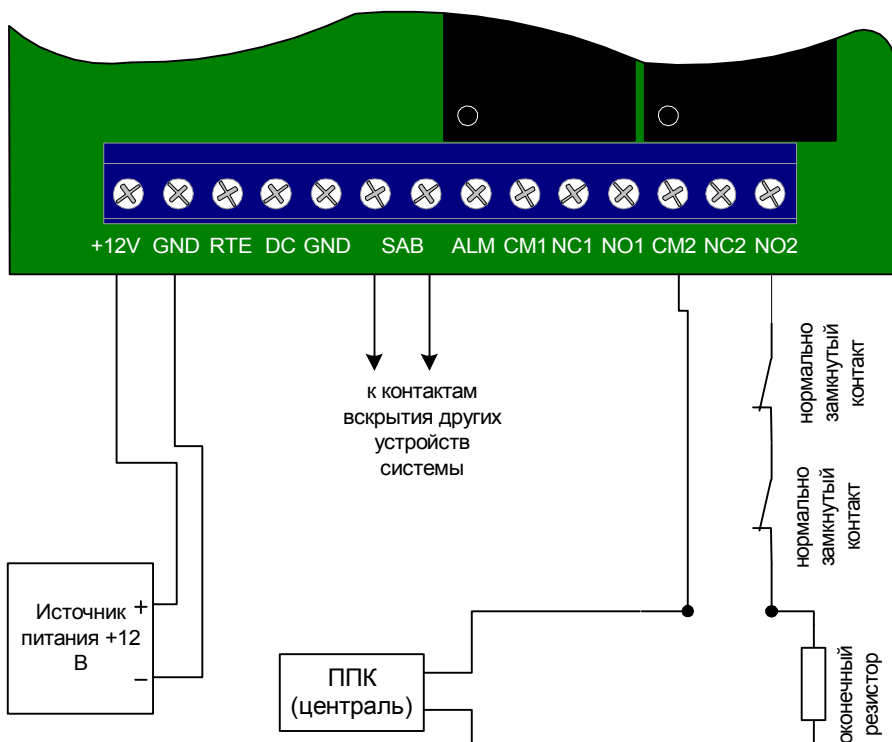 +12V GND RTE DC GND SAB ALM CM1 NC1 NO1 CM2 NC2 NO2
к контактам
вскрытия других
устройств
системы
нормально
замкнутый
контакт
нормально
замкнутый
контакт
Источник
питания +12
В
+
−
ППК
(централь)
оконечный
резистор